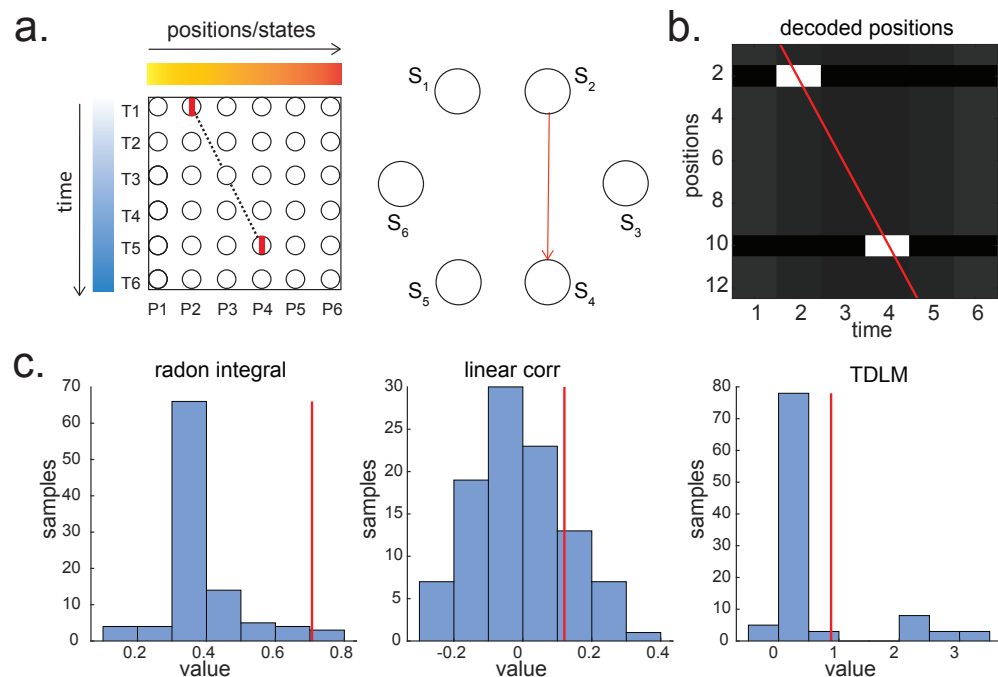 a.
positions/states
time
T1
T2
T3
T4
T5
T6
P1 P2 P3 P4 P5 P6
S1
S2
S6
S3
S5
S4
b.
decoded positions
positions
2
4
6
8
10
12
1 2 3 4 5 6
time
c.
radon integral
samples
70
60
50
40
30
20
10
0
0.2 0.4 0.6 0.8
value
linear corr
samples
30
25
20
15
10
5
0
-0.2 0 0.2 0.4
value
TDLM
samples
80
70
60
50
40
30
20
10
0
0 1 2 3
value